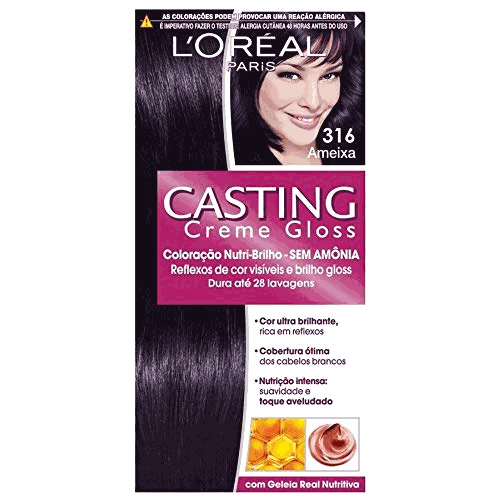 AS COLORAÇÕES PODEM PROVOCAR UMA REAÇÃO ALÉRGICA
É IMPERATIVO FAZER O TESTE DE ALERGIA CUTÂNEA 48 HORAS ANTES DA APLICAÇÃO
L'ORÉAL
PARIS
316
Ameixa
CASTING
Creme Gloss
Coloração Nutri-Brilho - SEM AMÔNIA
Reflexos de cor visíveis e brilho gloss
Dura até 28 lavagens
• Cor ultra brilhante,
rica em reflexos
• Cobertura ótima
dos cabelos brancos
• Nutrição intensa:
suavidade e
toque aveludado
com Geleia Real Nutritiva